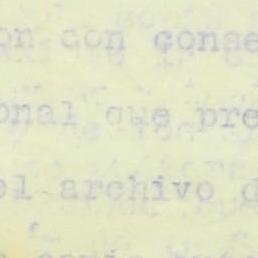 on con conse
onal que pre
el archivo d